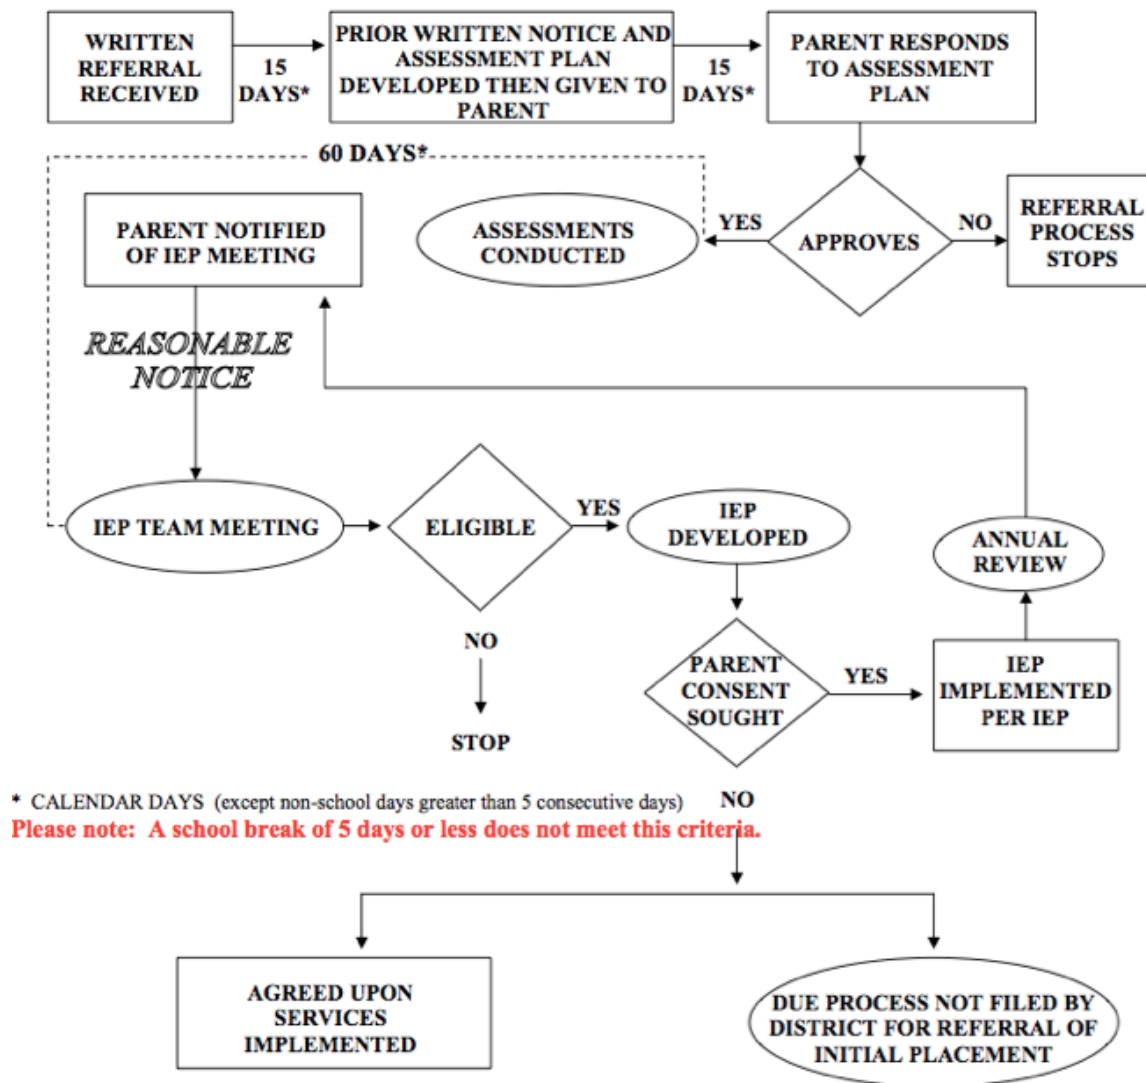 WRITTEN
REFERRAL
RECEIVED
15
DAYS*
PRIOR WRITTEN NOTICE AND
ASSESSMENT PLAN
DEVELOPED THEN GIVEN TO
PARENT
15
DAYS*
PARENT RESPONDS
TO ASSESSMENT
PLAN
60 DAYS*
PARENT NOTIFIED
OF IEP MEETING
ASSESSMENTS
CONDUCTED
YES
APPROVES
NO
REFERRAL
PROCESS
STOPS
REASONABLE
NOTICE
IEP TEAM MEETING
ELIGIBLE
YES
IEP
DEVELOPED
ANNUAL
REVIEW
NO
STOP
PARENT
CONSENT
SOUGHT
YES
IEP
IMPLEMENTED
PER IEP
* CALENDAR DAYS (except non-school days greater than 5 consecutive days)
NO
Please note: A school break of 5 days or less does not meet this criteria.
AGREED UPON
SERVICES
IMPLEMENTED
DUE PROCESS NOT FILED BY
DISTRICT FOR REFERRAL OF
INITIAL PLACEMENT